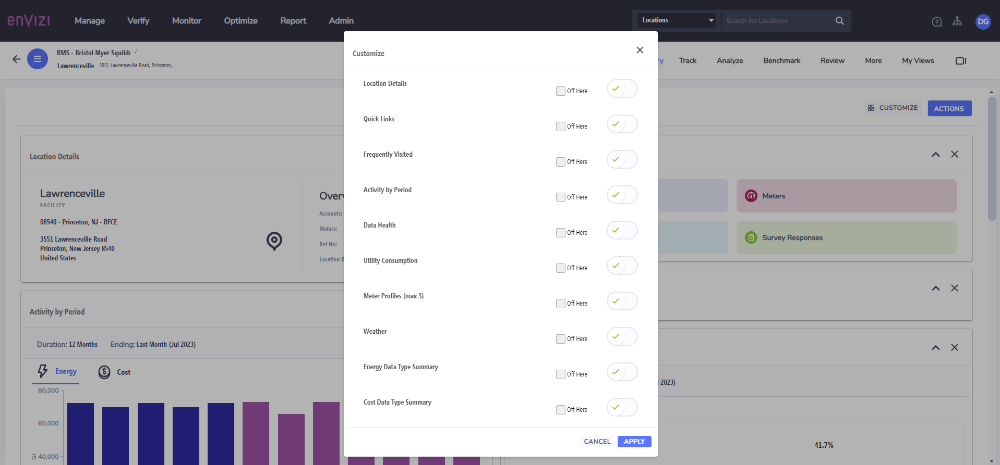 enVIZI
Manage Verify Monitor Optimize Report Admin
Locations
Search for Locations
DG
BMS - Bristol Myer Squibb /
Lawrenceville 3551 Lawrenceville Road, Princeton, ...
Track Analyze Benchmark Review More My Views
CUSTOMIZE ACTIONS
Location Details
Lawrenceville
FACILITY
08540 - Princeton, NJ - RFCE
3551 Lawrenceville Road
Princeton, New Jersey 8540
United States
Accounts:
Meters:
Ref No:
Location
Meters
Survey Responses
Activity by Period
Duration: 12 Months Ending: Last Month (Jul 2023)
Energy Cost
80,000
60,000
40,000
GJ
2023)
41.7%
Customize
Location Details Off Here
Quick Links Off Here
Frequently Visited Off Here
Activity by Period Off Here
Data Health Off Here
Utility Consumption Off Here
Meter Profiles (max 3) Off Here
Weather Off Here
Energy Data Type Summary Off Here
Cost Data Type Summary Off Here
CANCEL APPLY